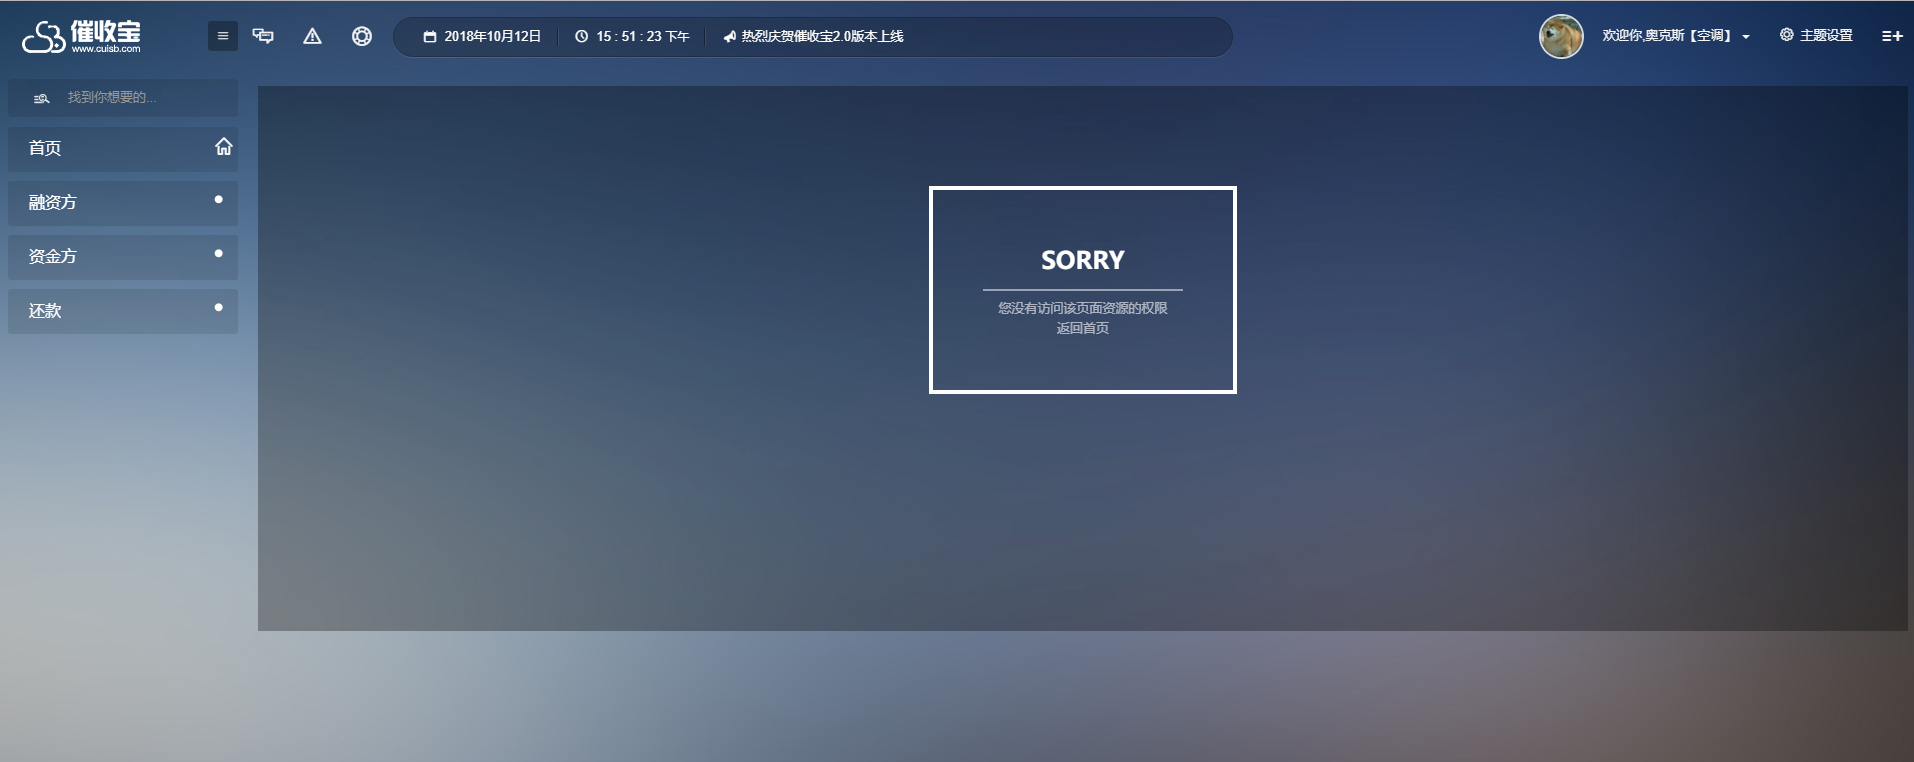 催收宝
www.cuisb.com
2018年10月12日
15 : 51 : 23 下午
热烈庆贺催收宝2.0版本上线
欢迎你,奥克斯【空调】
主题设置
找到你想要的...
首页
融资方
资金方
还款
SORRY
您没有访问该页面资源的权限
返回首页